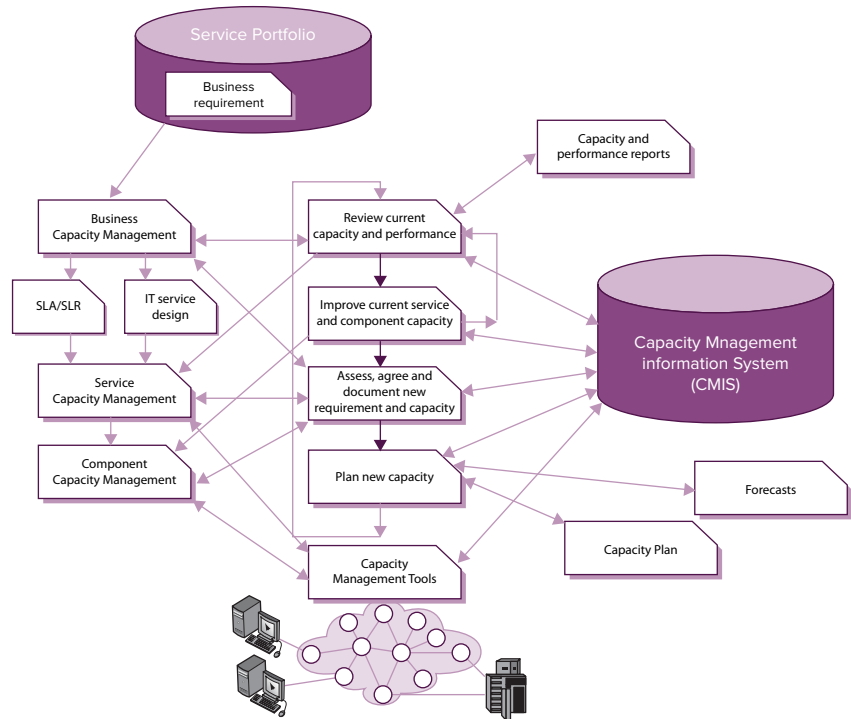 Service Portfolio
Business
requirement
Capacity and
performance reports
Business
Capacity Management
Review current
capacity and performance
SLA/SLR
IT service
design
Improve current service
and component capacity
Capacity Mnagement
information System
(CMIS)
Service
Capacity Management
Assess, agree and
document new
requirement and capacity
Component
Capacity Management
Plan new capacity
Forecasts
Capacity Plan
Capacity
Management Tools